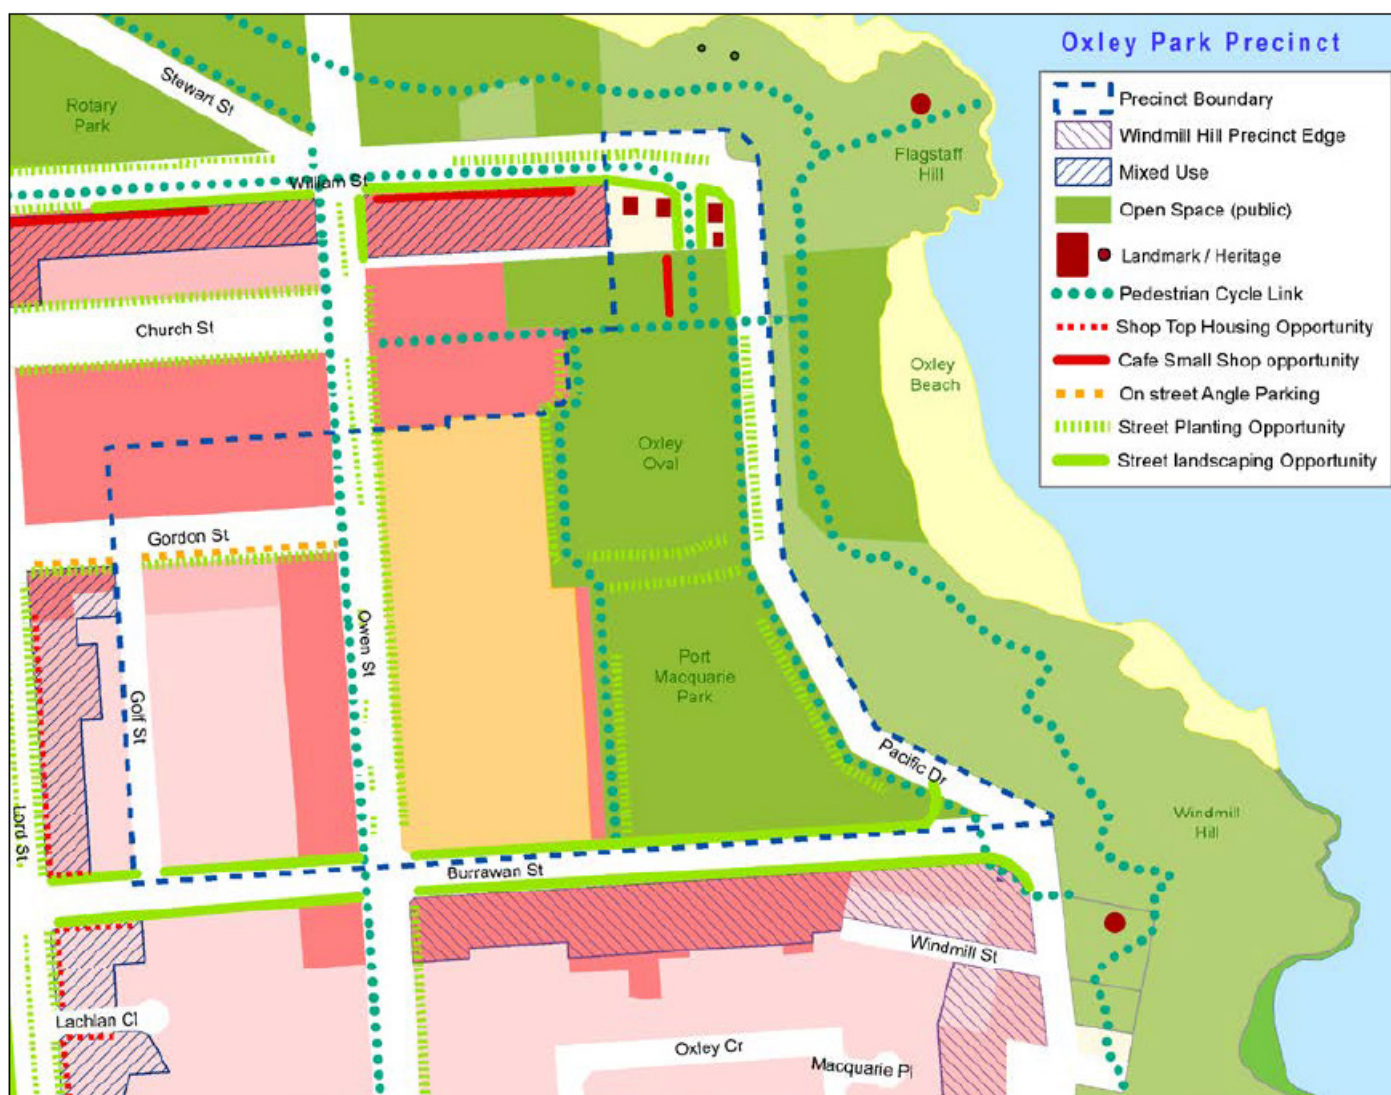 Oxley Park Precinct
Precinct Boundary
Windmill Hill Precinct Edge
Mixed Use
Open Space (public)
Landmark / Heritage
Pedestrian Cycle Link
Shop Top Housing Opportunity
Cafe Small Shop opportunity
On street Angle Parking
Street Planting Opportunity
Street landscaping Opportunity
Stewart St
Rotary
Park
Flagstaff
Hill
William St
Church St
Oxley
Beach
Oxley
Oval
Gordon St
Owen St
Port
Macquarie
Park
Golf St
Pacific Dr
Lord St
Windmill
Hill
Burrawan St
Windmill St
Lachlan Cl
Oxley Cr
Macquarie Pl